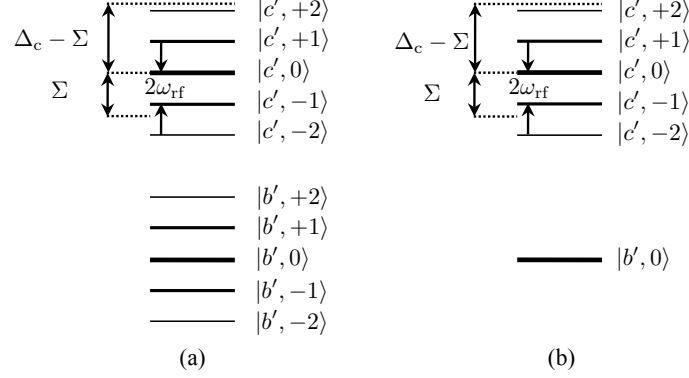 |c′, +2⟩
|c′, +1⟩
|c′, 0⟩
|c′, −1⟩
|c′, −2⟩
Δc − Σ
Σ
2ωrf
|b′, +2⟩
|b′, +1⟩
|b′, 0⟩
|b′, −1⟩
|b′, −2⟩
(a)
|c′, +2⟩
|c′, +1⟩
|c′, 0⟩
|c′, −1⟩
|c′, −2⟩
Δc − Σ
Σ
2ωrf
|b′, 0⟩
(b)